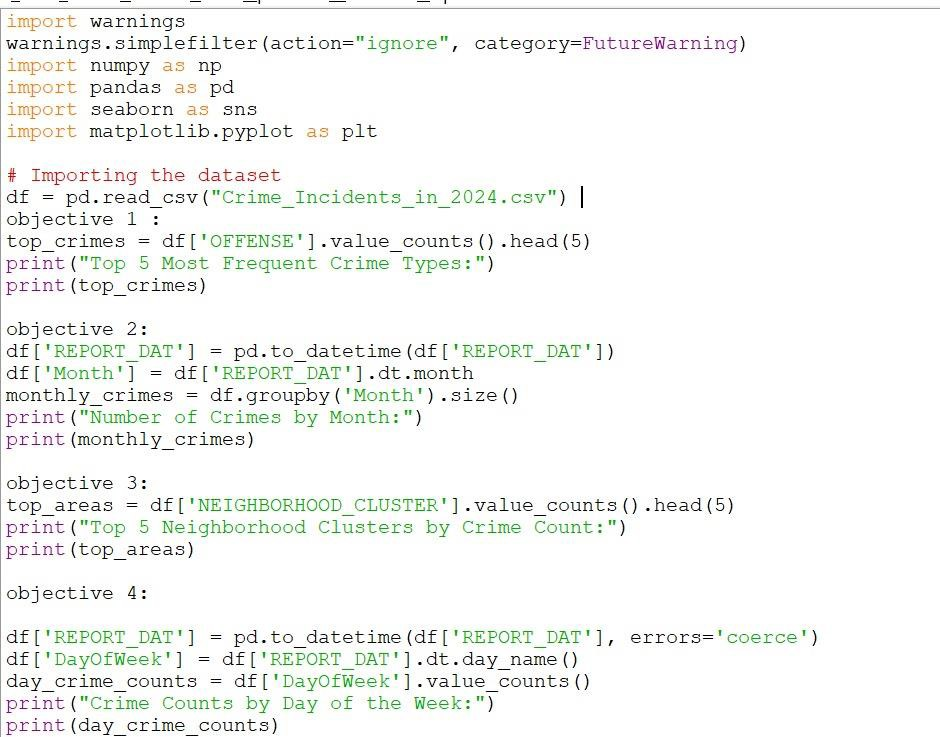 import warnings
warnings.simplefilter(action="ignore", category=FutureWarning)
import numpy as np
import pandas as pd
import seaborn as sns
import matplotlib.pyplot as plt
# Importing the dataset
df = pd.read_csv("Crime_Incidents_in_2024.csv")
objective 1 :
top_crimes = df['OFFENSE'].value_counts().head(5)
print("Top 5 Most Frequent Crime Types:")
print(top_crimes)
objective 2:
df['REPORT_DAT'] = pd.to_datetime(df['REPORT_DAT'])
df['Month'] = df['REPORT_DAT'].dt.month
monthly_crimes = df.groupby('Month').size()
print("Number of Crimes by Month:")
print(monthly_crimes)
objective 3:
top_areas = df['NEIGHBORHOOD_CLUSTER'].value_counts().head(5)
print("Top 5 Neighborhood Clusters by Crime Count:")
print(top_areas)
objective 4:
df['REPORT_DAT'] = pd.to_datetime(df['REPORT_DAT'], errors='coerce')
df['DayOfWeek'] = df['REPORT_DAT'].dt.day_name()
day_crime_counts = df['DayOfWeek'].value_counts()
print("Crime Counts by Day of the Week:")
print(day_crime_counts)